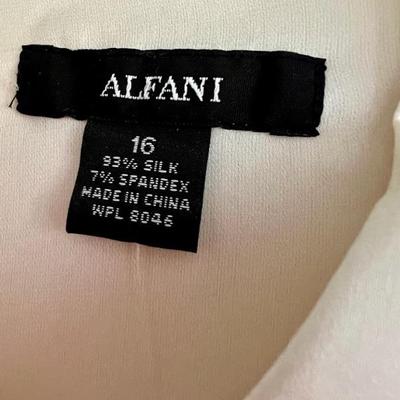 ALFANI
16
93% SILK
7% SPANDEX
MADE IN CHINA
WPL 8046